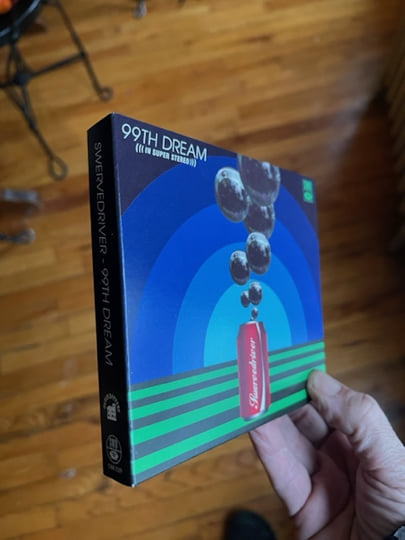 99TH DREAM
((( IN SUPER STEREO )))
Swervedriver
SWERVEDRIVER - 99TH DREAM